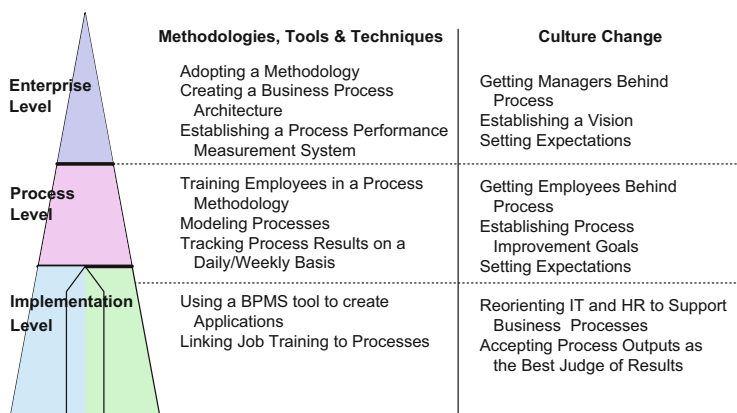 Methodologies, Tools & Techniques
Culture Change
Enterprise
Level
Adopting a Methodology
Creating a Business Process
Architecture
Establishing a Process Performance
Measurement System
Getting Managers Behind
Process
Establishing a Vision
Setting Expectations
Process
Level
Training Employees in a Process
Methodology
Modeling Processes
Tracking Process Results on a
Daily/Weekly Basis
Getting Employees Behind
Process
Establishing Process
Improvement Goals
Setting Expectations
Implementation
Level
Using a BPMS tool to create
Applications
Linking Job Training to Processes
Reorienting IT and HR to Support
Business Processes
Accepting Process Outputs as
the Best Judge of Results